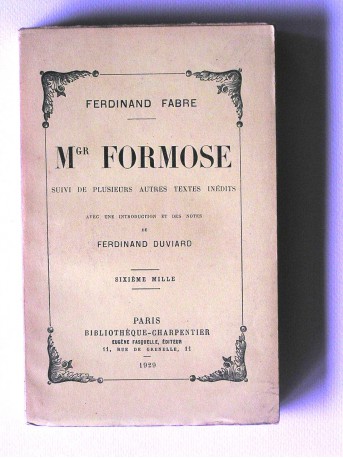 FERDINAND FABRE
MGR FORMOSE
SUIVI DE PLUSIEURS AUTRES TEXTES INÉDITS
AVEC UNE INTRODUCTION ET DES NOTES
DE
FERDINAND DUVIARD
SIXIÈME MILLE
PARIS
BIBLIOTHÈQUE-CHARPENTIER
EUGÈNE FASQUELLE, ÉDITEUR
11, RUE DE GRENELLE, 11
1929